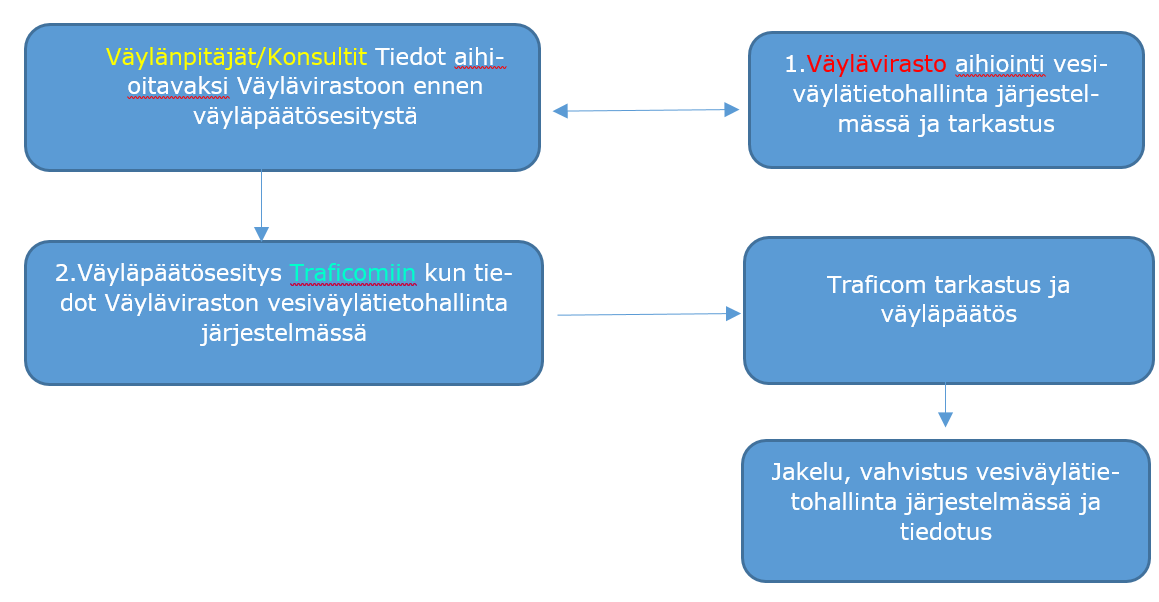 Väylänpitäjät/Konsultit Tiedot aihi-
oitavaksi Väylävirastoon ennen
väyläpäätösesitystä
1.Väylävirasto aihiointi vesi-
väylätietohallinta järjestel-
mässä ja tarkastus
2.Väyläpäätösesitys Traficomiin kun tie-
dot Väyläviraston vesiväylätietohallinta
järjestelmässä
Traficom tarkastus ja
väyläpäätös
Jakelu, vahvistus vesiväylätie-
tohallinta järjestelmässä ja
tiedotus